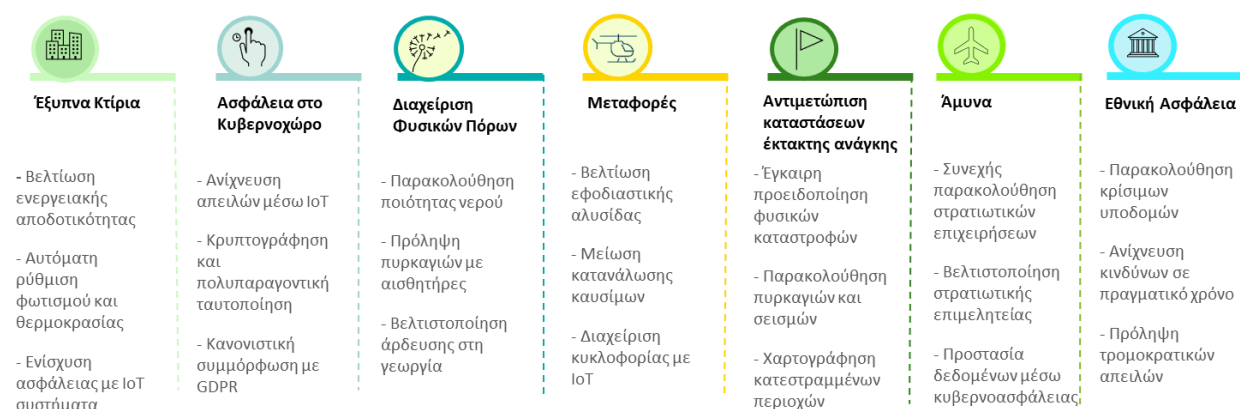 Έξυπνα Κτίρια
- Βελτίωση
ενεργειακής
αποδοτικότητας
- Αυτόματη
ρύθμιση
φωτισμού και
θερμοκρασίας
- Ενίσχυση
ασφάλειας με IoT
συστήματα
Ασφάλεια στο
Κυβερνοχώρο
- Ανίχνευση
απειλών μέσω IoT
- Κρυπτογράφηση
και
πολυπαραγοντική
ταυτοποίηση
- Κανονιστική
συμμόρφωση με
GDPR
Διαχείριση
Φυσικών Πόρων
- Παρακολούθηση
ποιότητας νερού
- Πρόληψη
πυρκαγιών με
αισθητήρες
- Βελτιστοποίηση
άρδευσης στη
γεωργία
Μεταφορές
- Βελτίωση
εφοδιαστικής
αλυσίδας
- Μείωση
κατανάλωσης
καυσίμων
- Διαχείριση
κυκλοφορίας με
IoT
Αντιμετώπιση
καταστάσεων
έκτακτης ανάγκης
- Έγκαιρη
προειδοποίηση
φυσικών
καταστροφών
- Παρακολούθηση
πυρκαγιών και
σεισμών
- Χαρτογράφηση
κατεστραμμένων
περιοχών
Άμυνα
- Συνεχής
παρακολούθηση
στρατιωτικών
επιχειρήσεων
- Βελτιστοποίηση
στρατιωτικής
επιμελητείας
- Προστασία
δεδομένων μέσω
κυβερνοασφάλειας
Εθνική Ασφάλεια
- Παρακολούθηση
κρίσιμων
υποδομών
- Ανίχνευση
κινδύνων σε
πραγματικό χρόνο
- Πρόληψη
τρομοκρατικών
απειλών